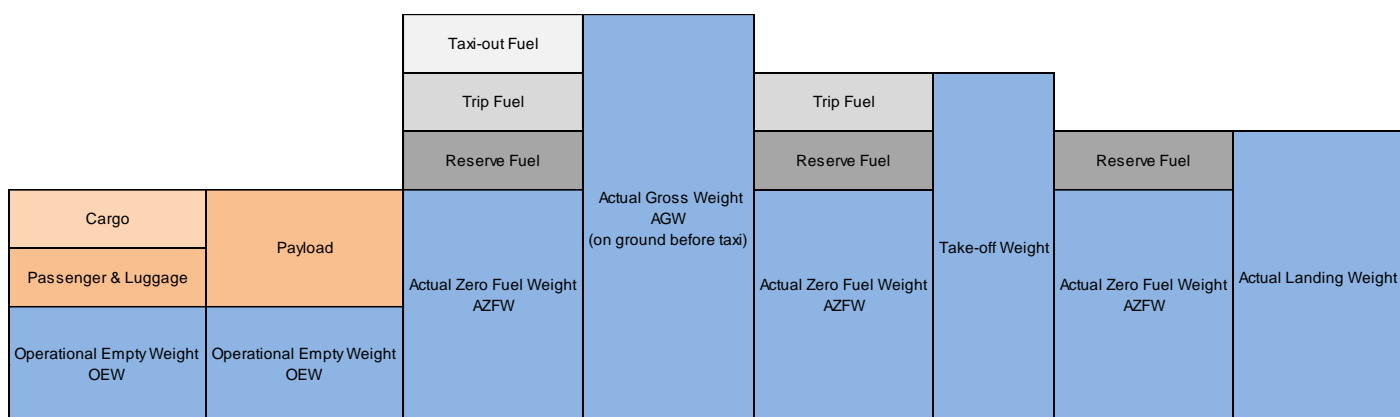 Taxi-out Fuel
Trip Fuel
Trip Fuel
Reserve Fuel
Reserve Fuel
Reserve Fuel
Cargo
Passenger & Luggage
Payload
Operational Empty Weight
OEW
Operational Empty Weight
OEW
Actual Zero Fuel Weight
AZFW
Actual Gross Weight
AGW
(on ground before taxi)
Actual Zero Fuel Weight
AZFW
Take-off Weight
Actual Zero Fuel Weight
AZFW
Actual Landing Weight